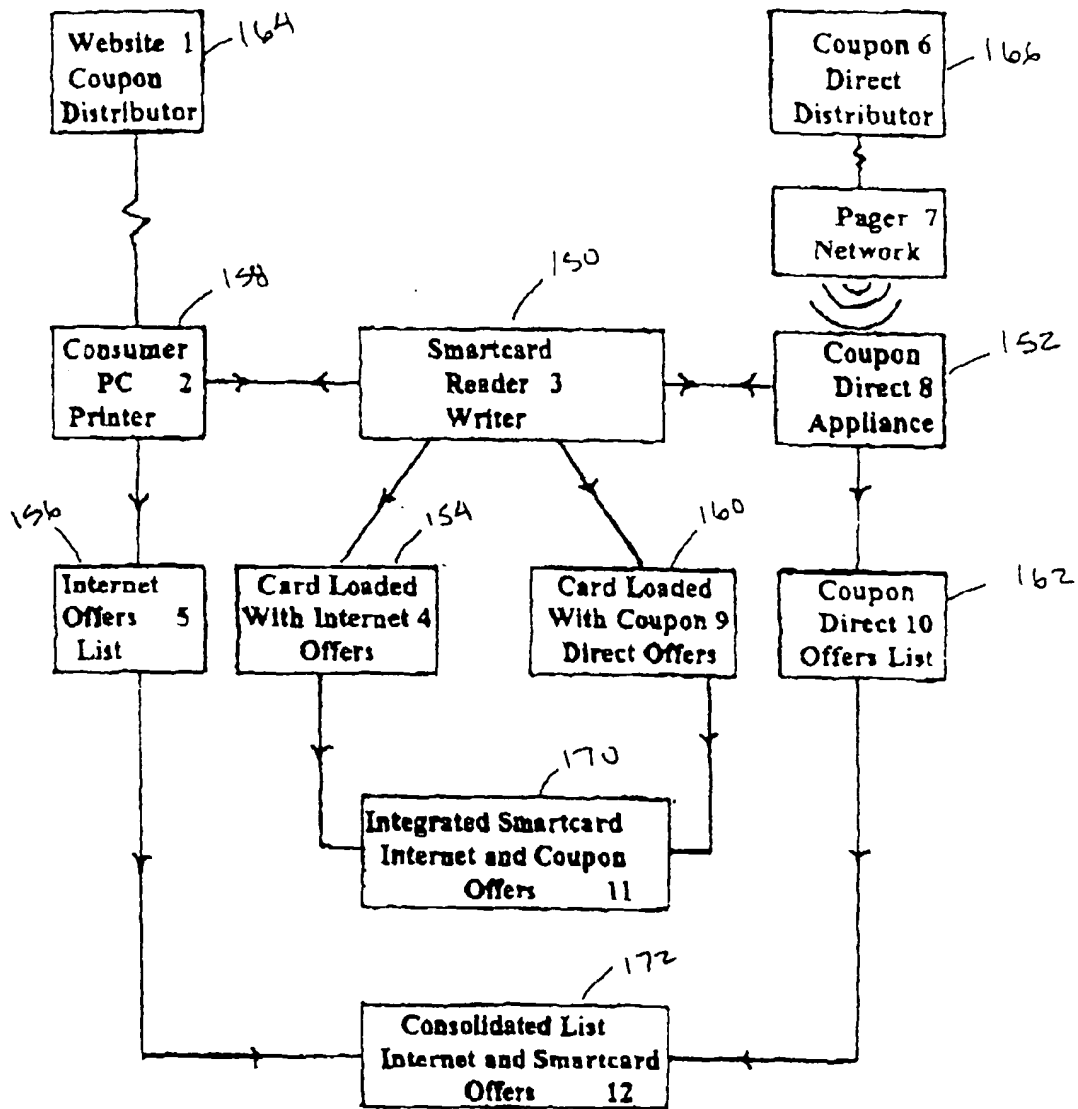 164
Website 1
Coupon
Distributor
166
Coupon 6
Direct
Distributor
Pager 7
Network
158
Consumer
PC 2
Printer
150
Smartcard
Reader 3
Writer
152
Coupon
Direct 8
Appliance
156
Internet
Offers 5
List
154
Card Loaded
With Internet 4
Offers
160
Card Loaded
With Coupon 9
Direct Offers
162
Coupon
Direct 10
Offers List
170
Integrated Smartcard
Internet and Coupon
Offers 11
172
Consolidated List
Internet and Smartcard
Offers 12